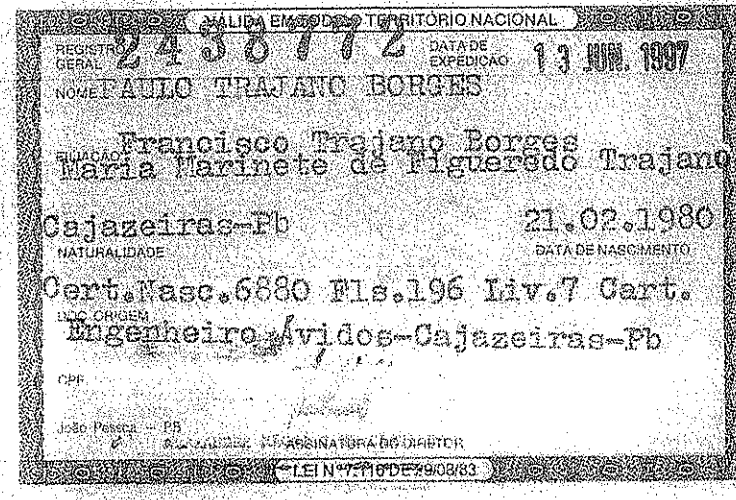 VÁLIDA EM TODO O TERRITÓRIO NACIONAL
REGISTRO GERAL 2438772 DATA DE EXPEDIÇÃO 13 JUN. 1997
NOME PAULO TRAJANO BORGES
Francisco Trajano Borges
FILIAÇÃO
Maria Marinete de Figueredo Trajano
Cajazeiras-Pb 21.02.1980
NATURALIDADE DATA DE NASCIMENTO
Cert.Nasc.6880 Fls.196 Liv.7 Cart.
DOC ORIGEM
Engenheiro Ávidos-Cajazeiras-Pb
CPF
João Pessoa - PB
ASSINATURA DO DIRETOR
LEI Nº 7.116 DE 29/08/83